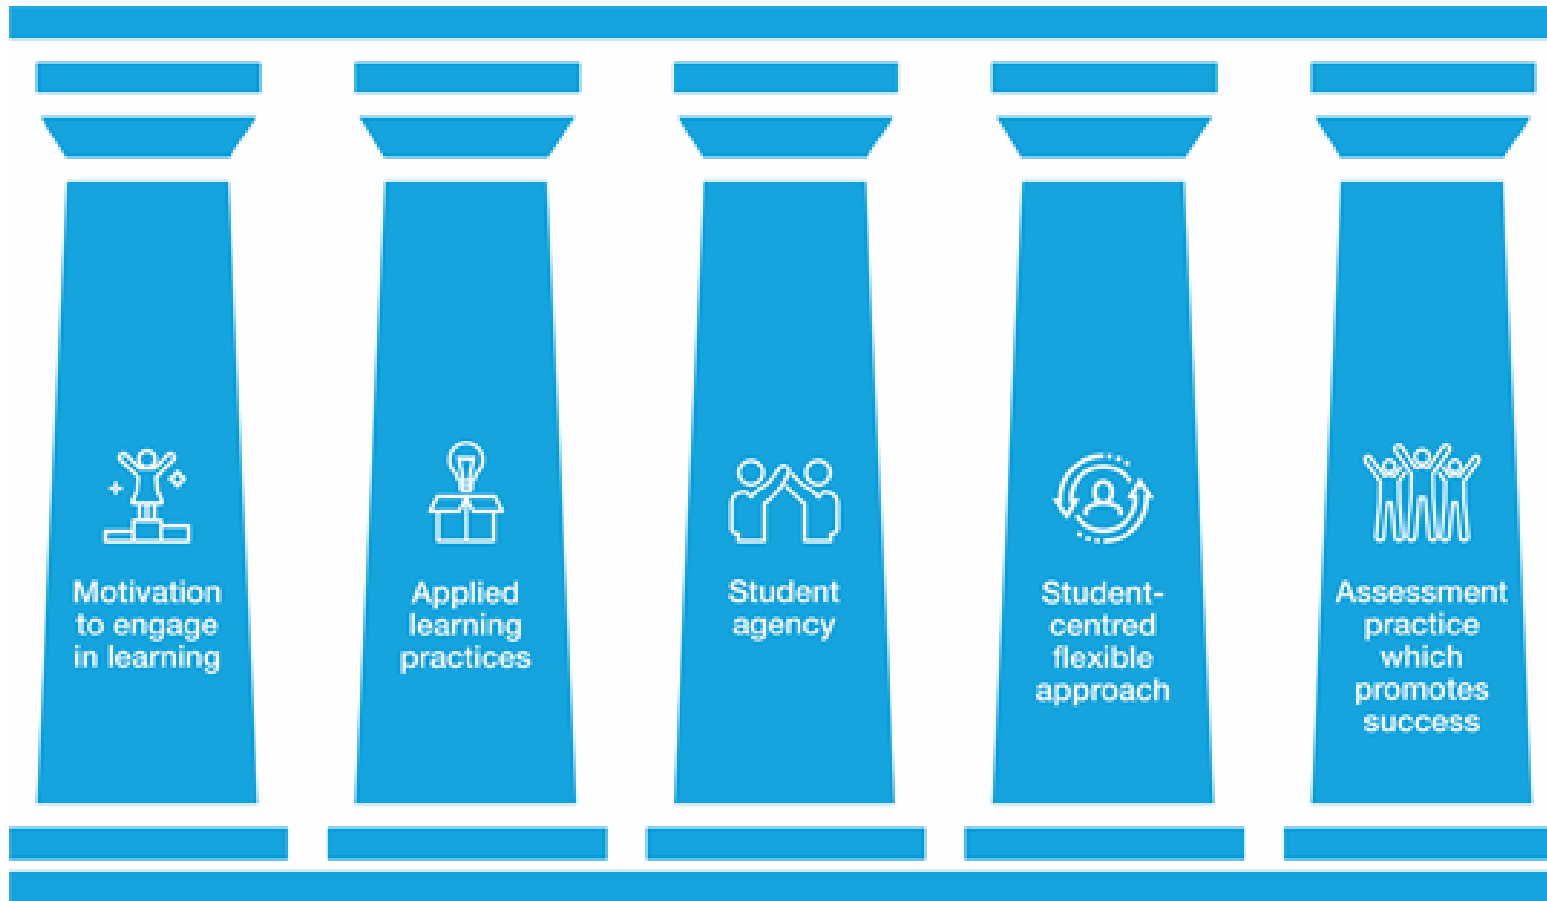 Motivation
to engage
in learning
Applied
learning
practices
Student
agency
Student-
centred
flexible
approach
Assessment
practice
which
promotes
success